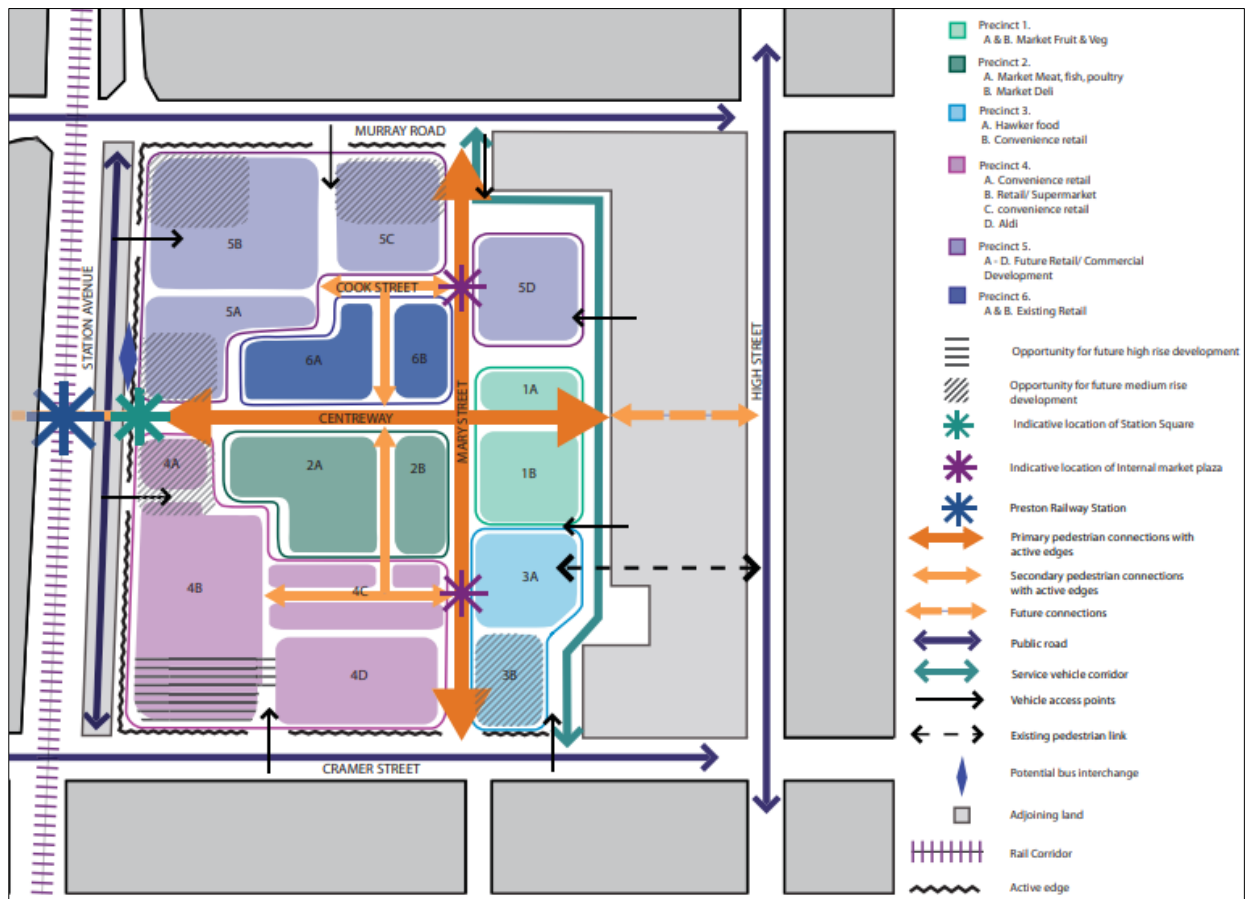 MURRAY ROAD
5B
5C
STATION AVENUE
COOK STREET
5D
5A
HIGH STREET
6A
6B
1A
CENTREWAY
MARY STREET
4A
2A
2B
1B
4B
4C
3A
4D
3B
CRAMER STREET
Precinct 1.
A & B. Market Fruit & Veg
Precinct 2.
A. Market Meat, fish, poultry
B. Market Deli
Precinct 3.
A. Hawker food
B. Convenience retail
Precinct 4.
A. Convenience retail
B. Retail/ Supermarket
C. convenience retail
D. Aldi
Precinct 5.
A - D. Future Retail/ Commercial
Development
Precinct 6.
A & B. Existing Retail
Opportunity for future high rise development
Opportunity for future medium rise
development
Indicative location of Station Square
Indicative location of Internal market plaza
Preston Railway Station
Primary pedestrian connections with
active edges
Secondary pedestrian connections
with active edges
Future connections
Public road
Service vehicle corridor
Vehicle access points
Existing pedestrian link
Potential bus interchange
Adjoining land
Rail Corridor
Active edge